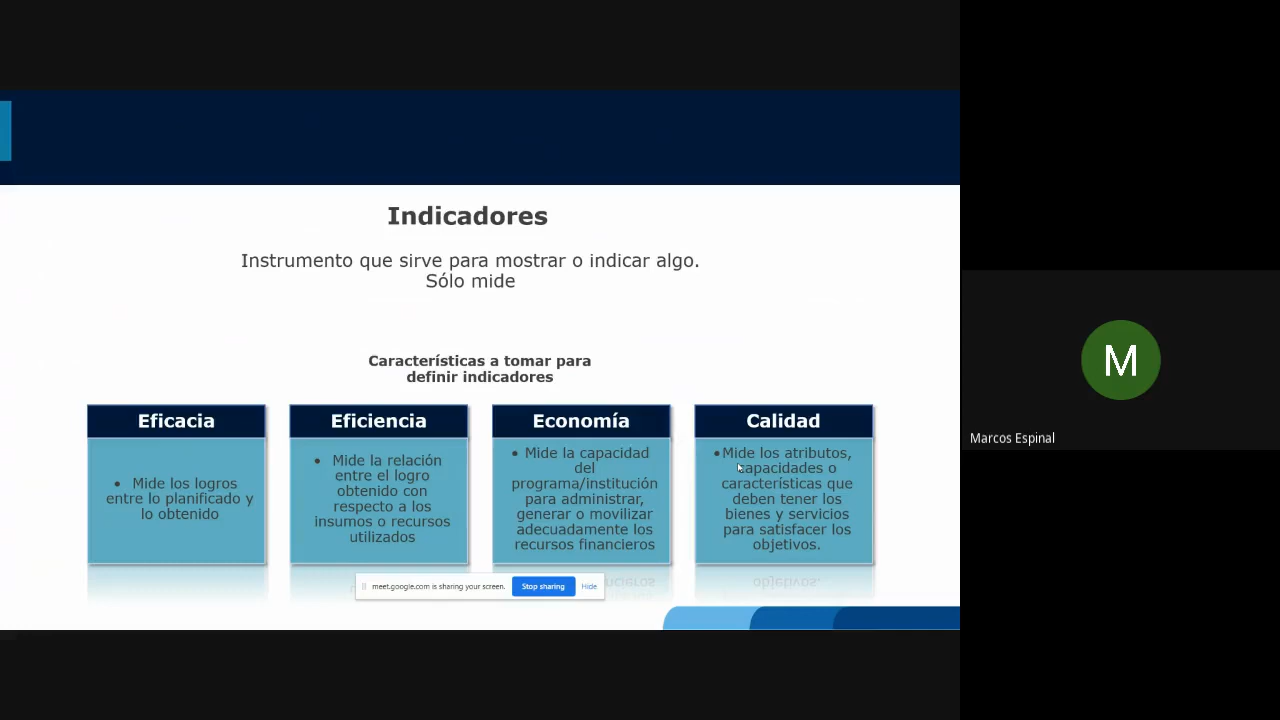 Indicadores
Instrumento que sirve para mostrar o indicar algo.
Sólo mide
Características a tomar para
definir indicadores
Eficacia
• Mide los logros
entre lo planificado y
lo obtenido
Eficiencia
• Mide la relación
entre el logro
obtenido con
respecto a los
insumos o recursos
utilizados
Economía
• Mide la capacidad
del
programa/institución
para administrar,
generar o movilizar
adecuadamente los
recursos financieros
Calidad
•Mide los atributos,
capacidades o
características que
deben tener los
bienes y servicios
para satisfacer los
objetivos.
meet.google.com is sharing your screen.
Stop sharing
Hide
M
Marcos Espinal